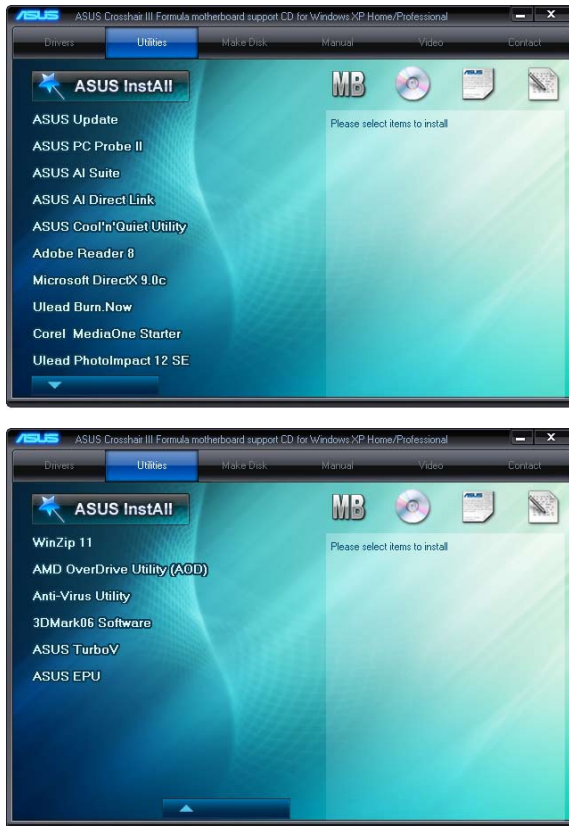 ASUS ASUS Crosshair III Formula motherboard support CD for Windows XP Home/Professional
Drivers Utilities Make Disk Manual Video Contact
ASUS InstAll MB
ASUS Update
Please select items to install
ASUS PC Probe II
ASUS AI Suite
ASUS AI Direct Link
ASUS Cool'n'Quiet Utility
Adobe Reader 8
Microsoft DirectX 9.0c
Ulead Burn.Now
Corel MediaOne Starter
Ulead PhotoImpact 12 SE
ASUS ASUS Crosshair III Formula motherboard support CD for Windows XP Home/Professional
Drivers Utilities Make Disk Manual Video Contact
ASUS InstAll MB
WinZip 11
Please select items to install
AMD OverDrive Utility (AOD)
Anti-Virus Utility
3DMark06 Software
ASUS TurboV
ASUS EPU